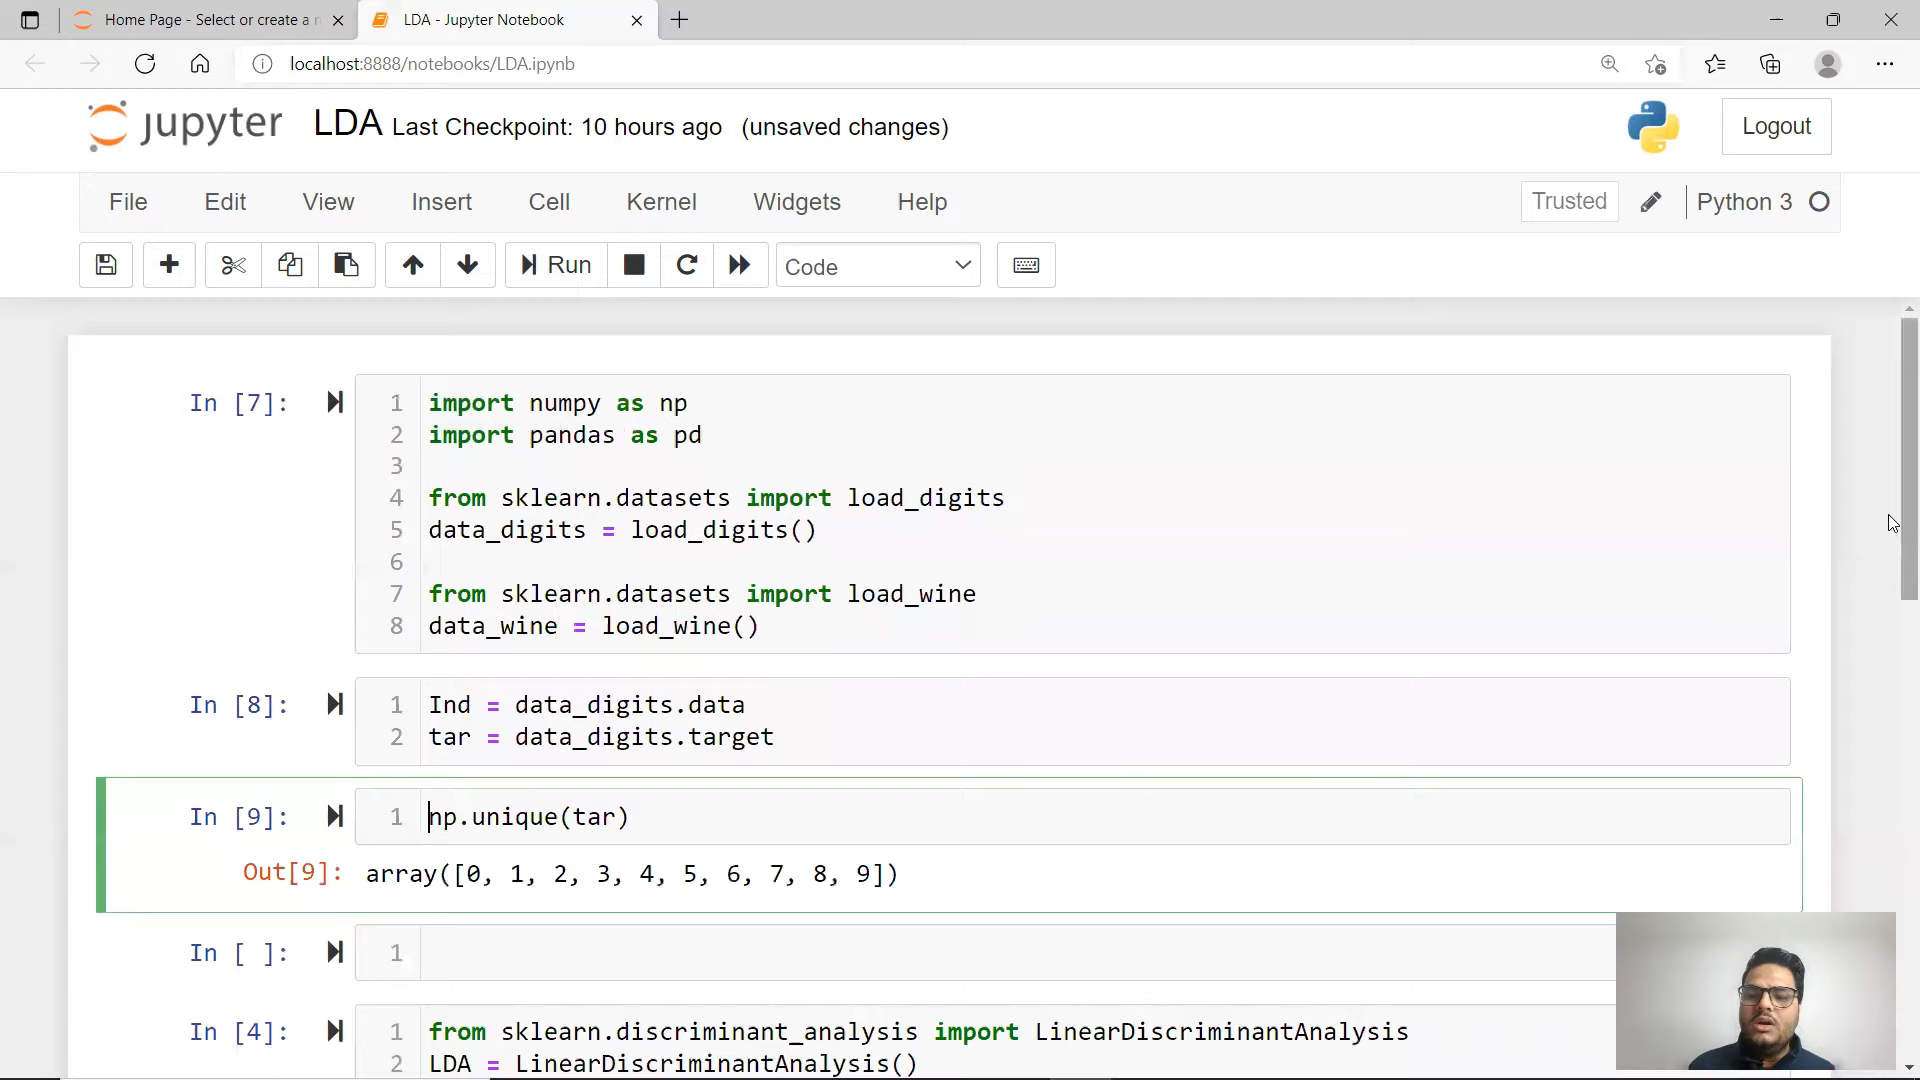 Home Page - Select or create a n
LDA - Jupyter Notebook
localhost:8888/notebooks/LDA.ipynb
jupyter LDA Last Checkpoint: 10 hours ago (unsaved changes)
Logout
File Edit View Insert Cell Kernel Widgets Help
Trusted
Python 3
Run
Code
In [7]:
1 import numpy as np
2 import pandas as pd
3
4 from sklearn.datasets import load_digits
5 data_digits = load_digits()
6
7 from sklearn.datasets import load_wine
8 data_wine = load_wine()
In [8]:
1 Ind = data_digits.data
2 tar = data_digits.target
In [9]:
1 np.unique(tar)
Out[9]: array([0, 1, 2, 3, 4, 5, 6, 7, 8, 9])
In [ ]:
1
In [4]:
1 from sklearn.discriminant_analysis import LinearDiscriminantAnalysis
2 LDA = LinearDiscriminantAnalysis()